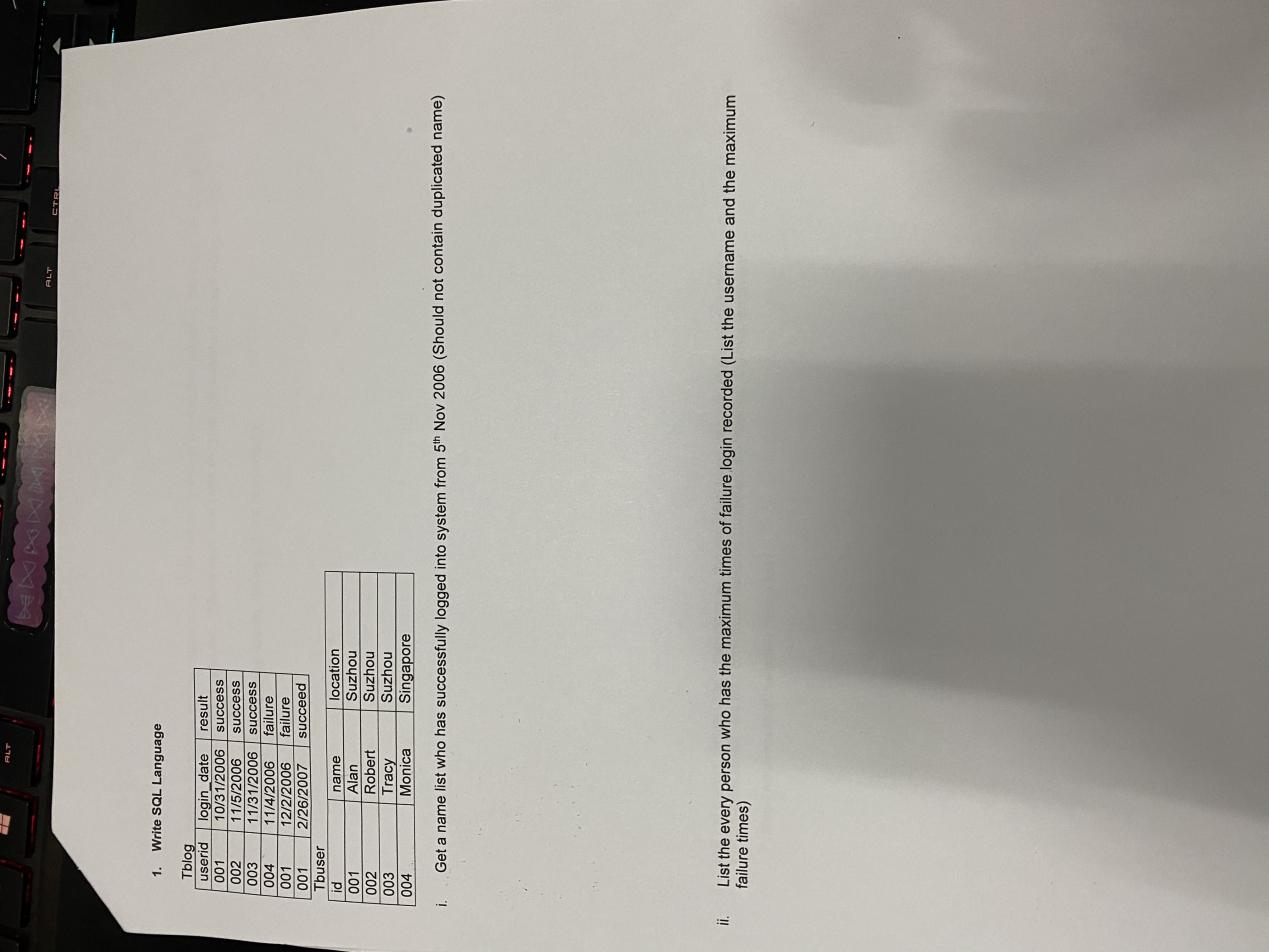 1. Write SQL Language
Tblog
userid login_date result
001 10/31/2006 success
002 11/5/2006 success
003 11/31/2006 success
004 11/4/2006 failure
001 12/2/2006 failure
001 2/26/2007 succeed
Tbuser
id name location
001 Alan Suzhou
002 Robert Suzhou
003 Tracy Suzhou
004 Monica Singapore
i. Get a name list who has successfully logged into system from 5th Nov 2006 (Should not contain duplicated name)
ii. List the every person who has the maximum times of failure login recorded (List the username and the maximum
failure times)
ALT
ALT
CTRL